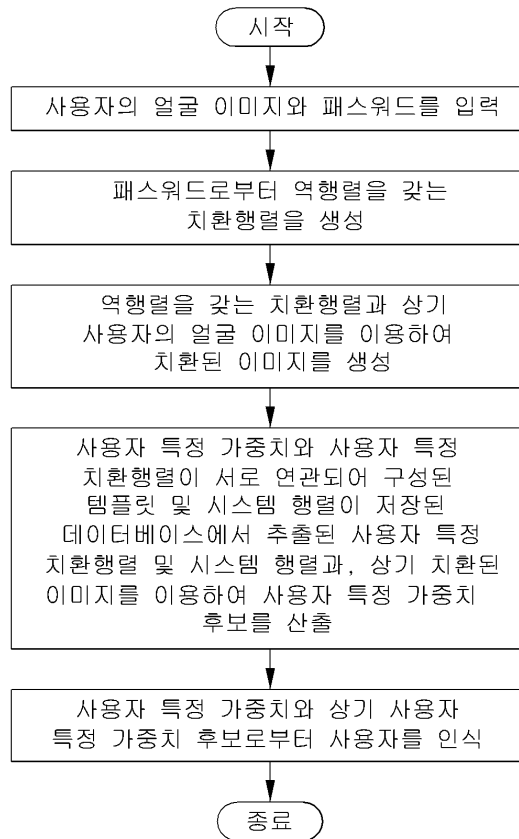 시작
사용자의 얼굴 이미지와 패스워드를 입력
패스워드로부터 역행렬을 갖는
치환행렬을 생성
역행렬을 갖는 치환행렬과 상기
사용자의 얼굴 이미지를 이용하여
치환된 이미지를 생성
사용자 특정 가중치와 사용자 특정
치환행렬이 서로 연관되어 구성된
템플릿 및 시스템 행렬이 저장된
데이터베이스에서 추출된 사용자 특정
치환행렬 및 시스템 행렬과, 상기 치환된
이미지를 이용하여 사용자 특정 가중치
후보를 산출
사용자 특정 가중치와 상기 사용자
특정 가중치 후보로부터 사용자를 인식
종료